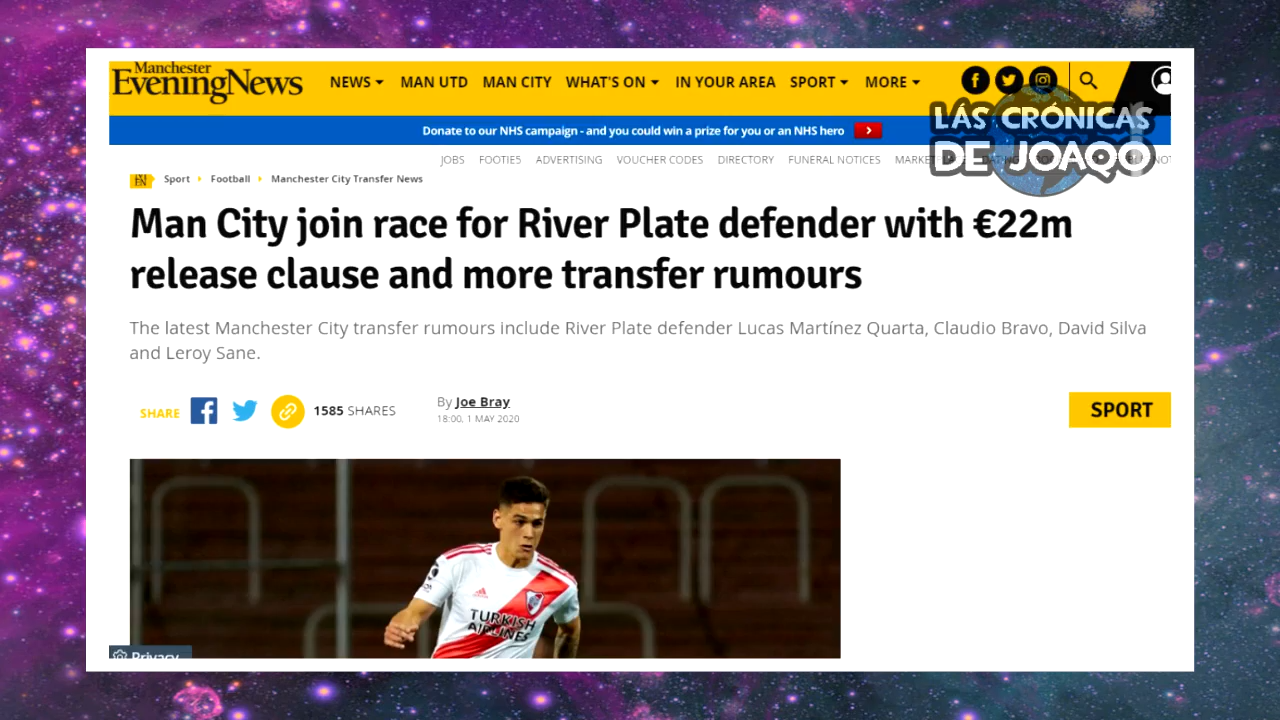 Manchester
EveningNews
NEWS MAN UTD MAN CITY WHAT'S ON IN YOUR AREA SPORT MORE
LÁS CRÓNICAS
DE JOAQO
Donate to our NHS campaign - and you could win a prize for you or an NHS hero
JOBS FOOTIE5 ADVERTISING VOUCHER CODES DIRECTORY FUNERAL NOTICES
Sport Football Manchester City Transfer News
Man City join race for River Plate defender with €22m
release clause and more transfer rumours
The latest Manchester City transfer rumours include River Plate defender Lucas Martínez Quarta, Claudio Bravo, David Silva
and Leroy Sane.
SHARE 1585 SHARES
By Joe Bray
18:00, 1 MAY 2020
SPORT
TURKISH
AIRLINES
Privacy